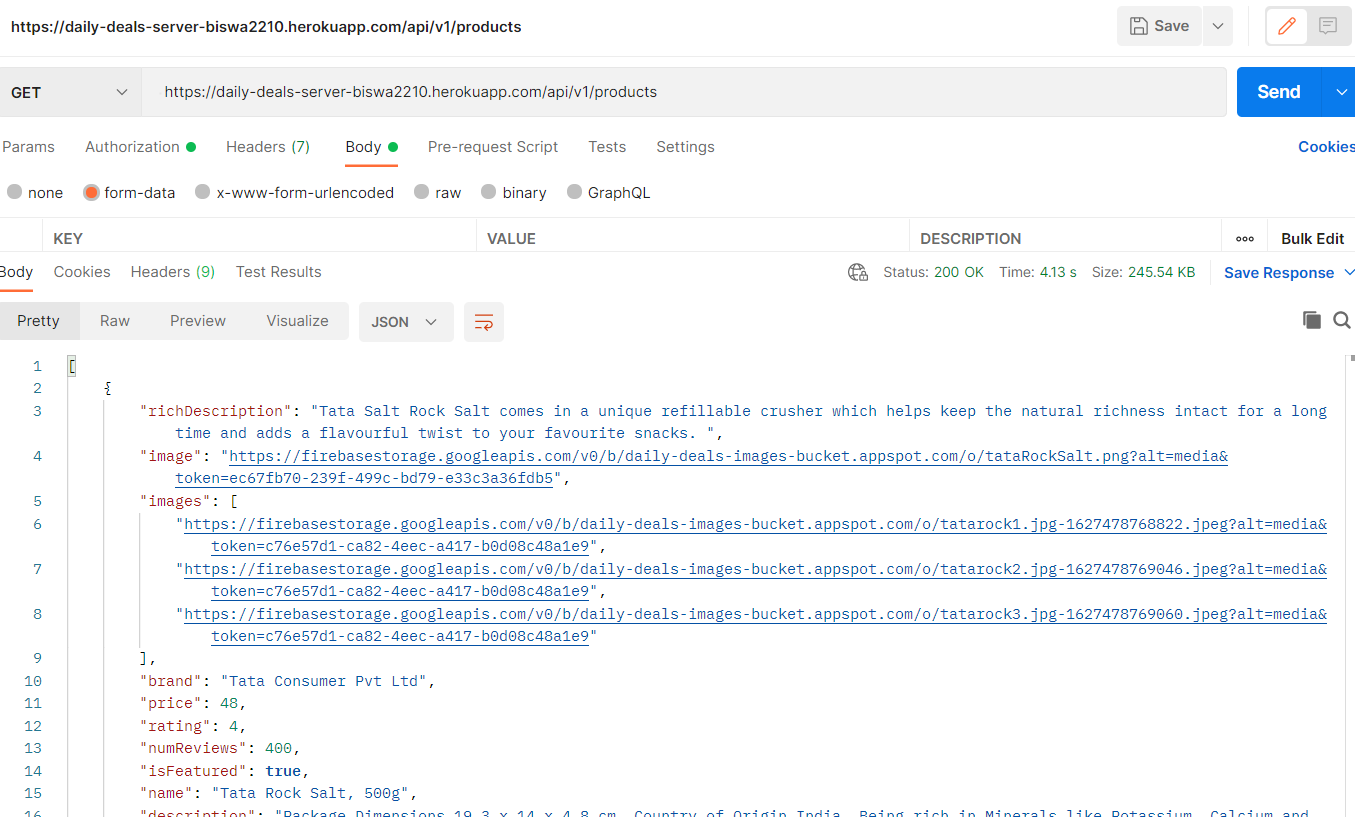 https://daily-deals-server-biswa2210.herokuapp.com/api/v1/products
Save
GET
https://daily-deals-server-biswa2210.herokuapp.com/api/v1/products
Send
Params Authorization Headers (7) Body Pre-request Script Tests Settings Cookies
none form-data x-www-form-urlencoded raw binary GraphQL
KEY VALUE DESCRIPTION ooo Bulk Edit
Body Cookies Headers (9) Test Results Status: 200 OK Time: 4.13 s Size: 245.54 KB Save Response
Pretty Raw Preview Visualize JSON
1 [
2 {
3 "richDescription": "Tata Salt Rock Salt comes in a unique refillable crusher which helps keep the natural richness intact for a long
time and adds a flavourful twist to your favourite snacks. ",
4 "image": "https://firebasestorage.googleapis.com/v0/b/daily-deals-images-bucket.appspot.com/o/tataRockSalt.png?alt=media&
token=ec67fb70-239f-499c-bd79-e33c3a36fdb5",
5 "images": [
6 "https://firebasestorage.googleapis.com/v0/b/daily-deals-images-bucket.appspot.com/o/tatarock1.jpg-1627478768822.jpeg?alt=media&
token=c76e57d1-ca82-4eec-a417-b0d08c48a1e9",
7 "https://firebasestorage.googleapis.com/v0/b/daily-deals-images-bucket.appspot.com/o/tatarock2.jpg-1627478769046.jpeg?alt=media&
token=c76e57d1-ca82-4eec-a417-b0d08c48a1e9",
8 "https://firebasestorage.googleapis.com/v0/b/daily-deals-images-bucket.appspot.com/o/tatarock3.jpg-1627478769060.jpeg?alt=media&
token=c76e57d1-ca82-4eec-a417-b0d08c48a1e9"
9 ],
10 "brand": "Tata Consumer Pvt Ltd",
11 "price": 48,
12 "rating": 4,
13 "numReviews": 400,
14 "isFeatured": true,
15 "name": "Tata Rock Salt, 500g",
16 "description": "Package Dimensions 19.3 x 14 x 4.8 cm, Country of Origin India, Being rich in Minerals like Potassium, Calcium and